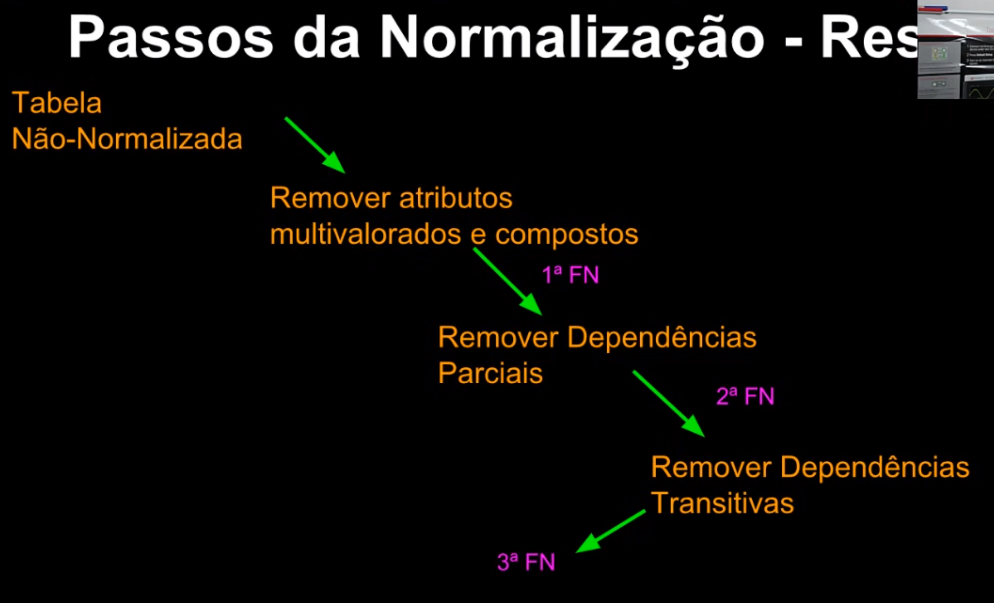 Passos da Normalização - Res
Tabela
Não-Normalizada
Remover atributos
multivalorados e compostos
1ª FN
Remover Dependências
Parciais
2ª FN
Remover Dependências
Transitivas
3ª FN